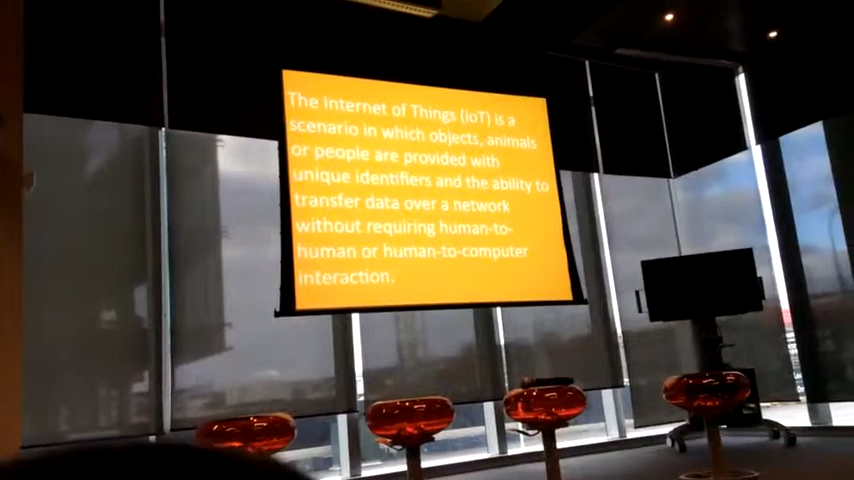 The Internet of Things (IoT) is a
scenario in which objects, animals
or people are provided with
unique identifiers and the ability to
transfer data over a network
without requiring human-to-
human or human-to-computer
interaction.